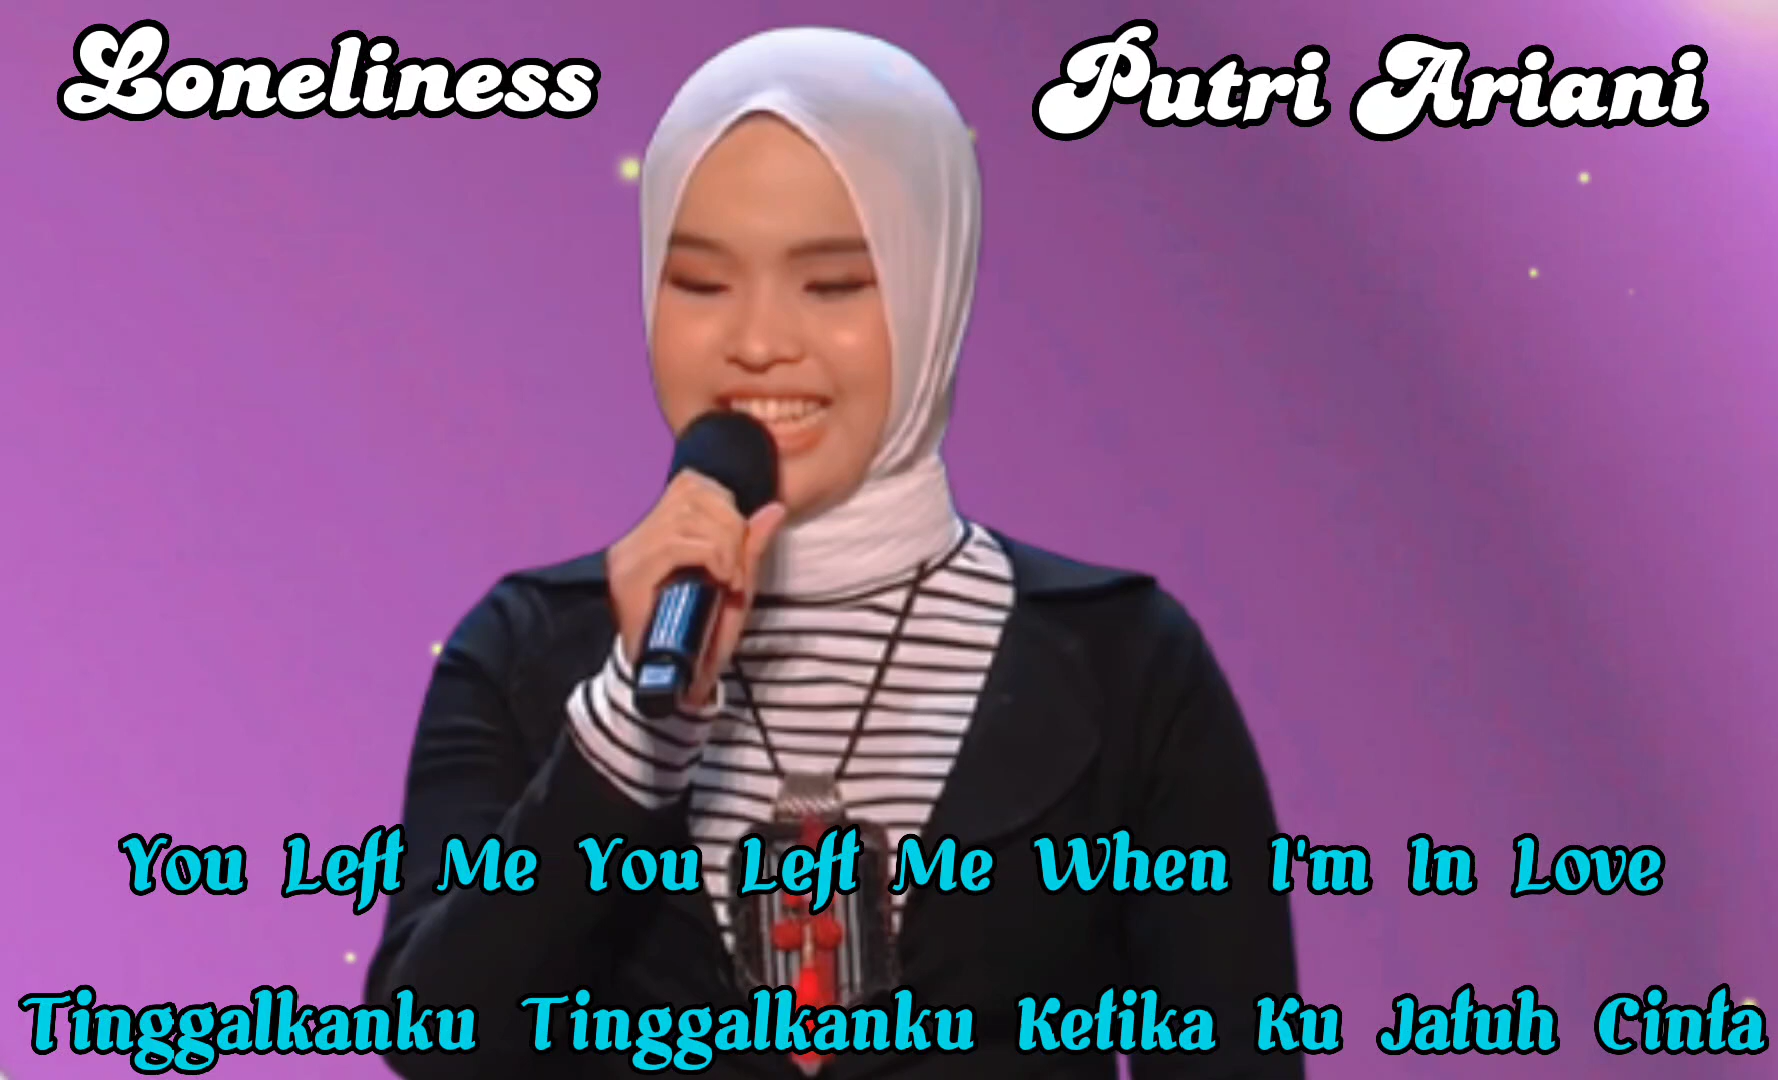 Loneliness
Putri Ariani
You Left Me You Left Me When I'm In Love
Tinggalkanku Tinggalkanku Ketika Ku Jatuh Cinta